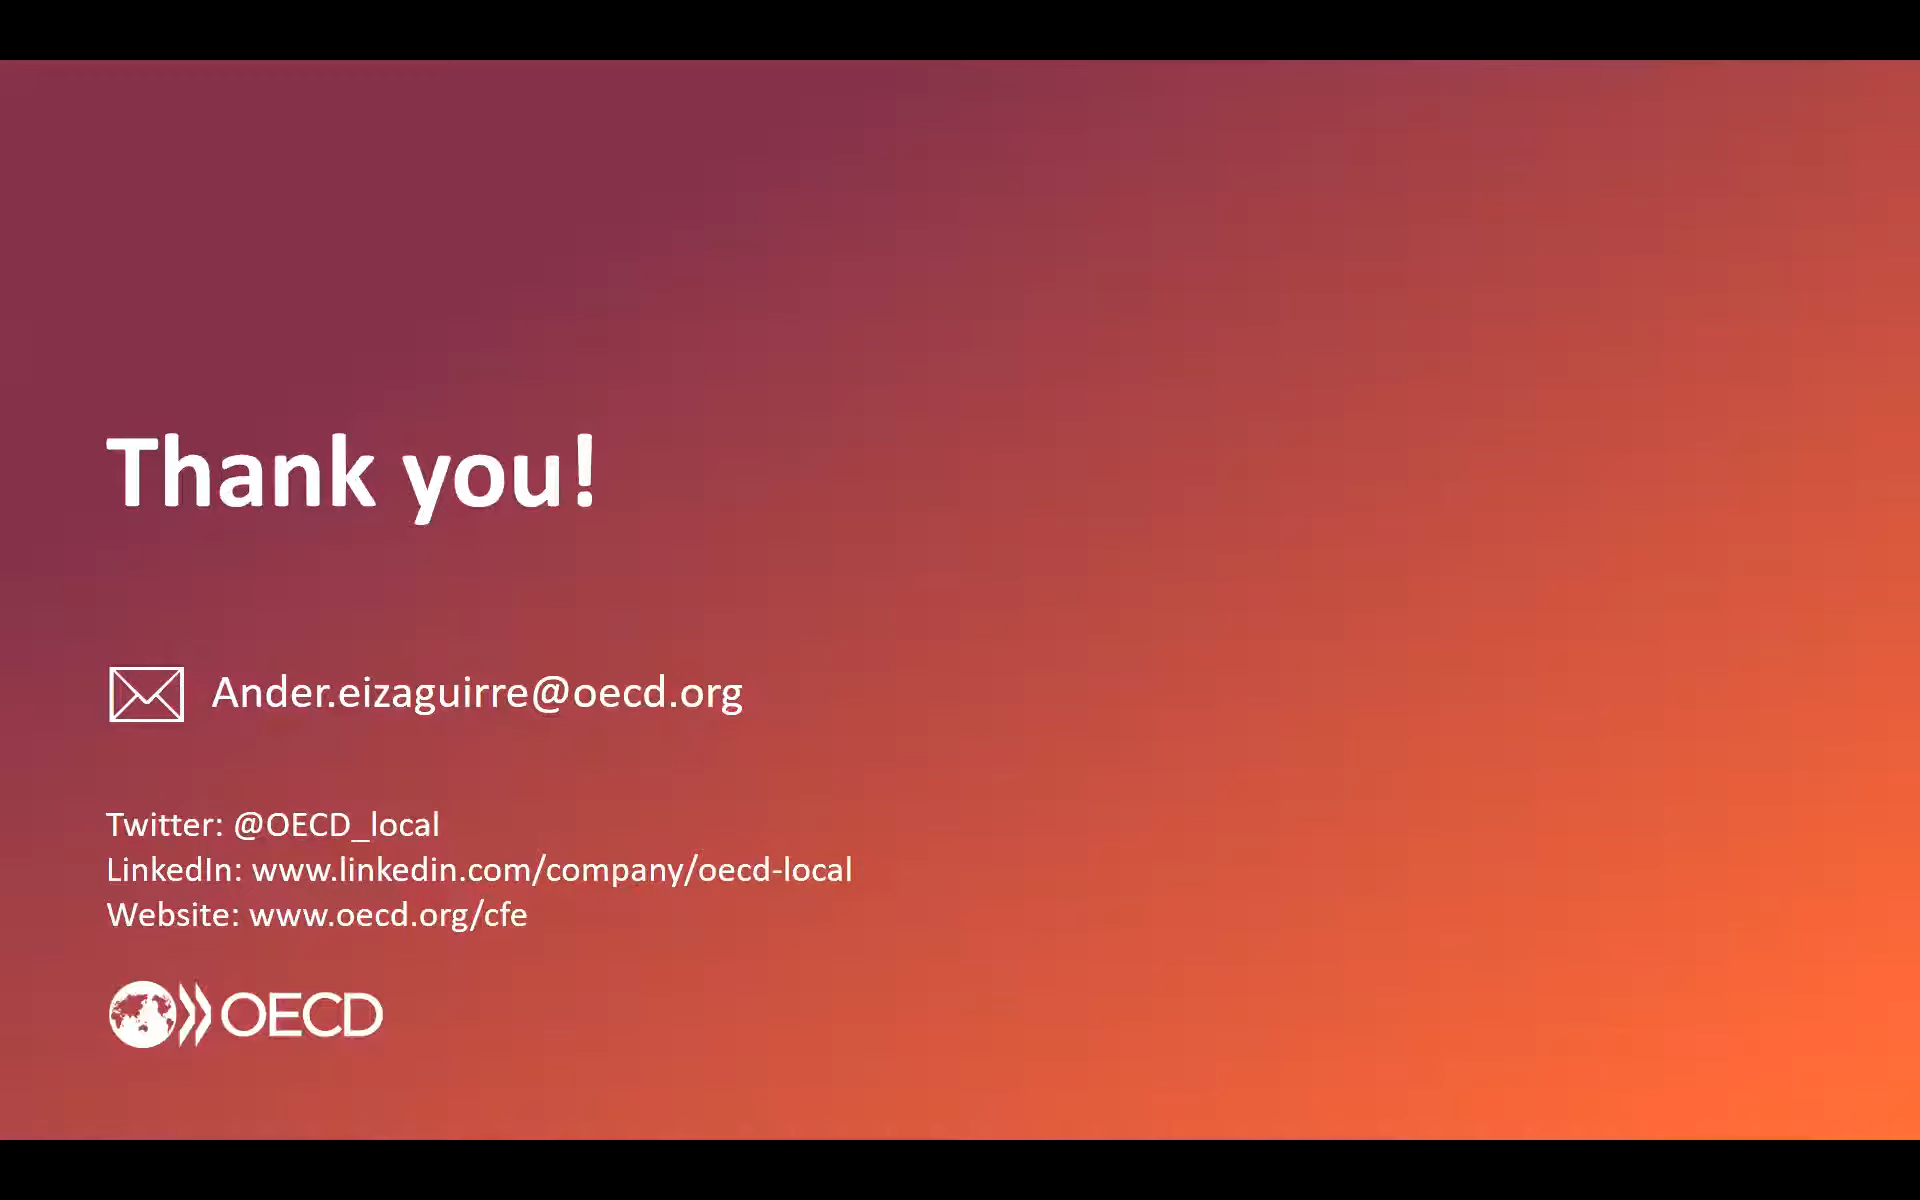 Thank you!
Ander.eizaguirre@oecd.org
Twitter: @OECD_local
LinkedIn: www.linkedin.com/company/oecd-local
Website: www.oecd.org/cfe
OECD